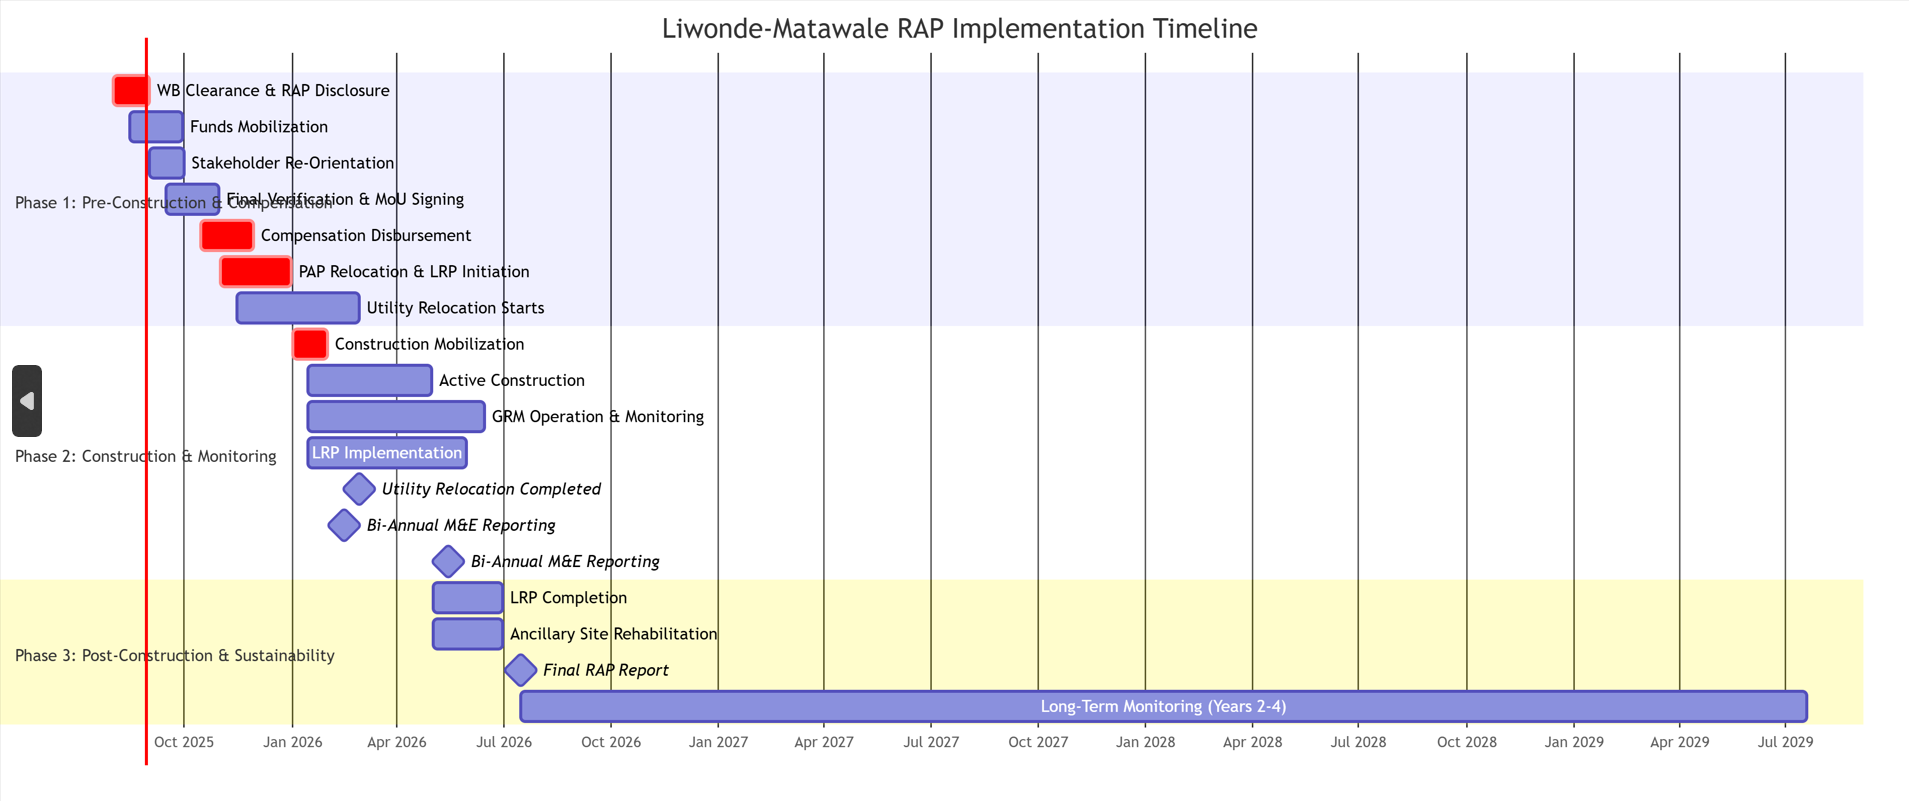 Liwonde-Matawale RAP Implementation Timeline
WB Clearance & RAP Disclosure
Funds Mobilization
Stakeholder Re-Orientation
Final Verification & MoU Signing
Phase 1: Pre-Construction & Compensation
Compensation Disbursement
PAP Relocation & LRP Initiation
Utility Relocation Starts
Construction Mobilization
Active Construction
GRM Operation & Monitoring
LRP Implementation
Phase 2: Construction & Monitoring
Utility Relocation Completed
Bi-Annual M&E Reporting
Bi-Annual M&E Reporting
LRP Completion
Ancillary Site Rehabilitation
Phase 3: Post-Construction & Sustainability
Final RAP Report
Long-Term Monitoring (Years 2-4)
Oct 2025 Jan 2026 Apr 2026 Jul 2026 Oct 2026 Jan 2027 Apr 2027 Jul 2027 Oct 2027 Jan 2028 Apr 2028 Jul 2028 Oct 2028 Jan 2029 Apr 2029 Jul 2029